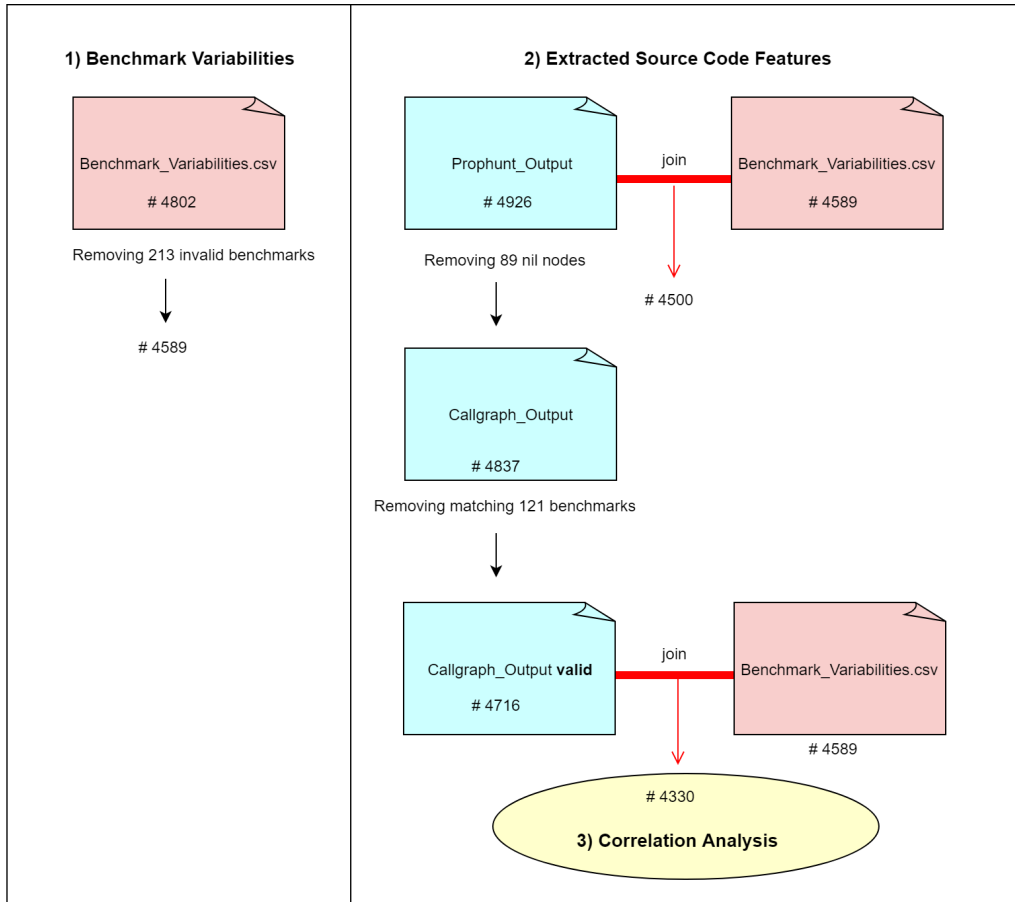 1) Benchmark Variabilities
Benchmark_Variabilities.csv
# 4802
Removing 213 invalid benchmarks
# 4589
2) Extracted Source Code Features
Prophunt_Output
# 4926
join
Benchmark_Variabilities.csv
# 4589
Removing 89 nil nodes
# 4500
Callgraph_Output
# 4837
Removing matching 121 benchmarks
Callgraph_Output valid
# 4716
join
Benchmark_Variabilities.csv
# 4589
# 4330
3) Correlation Analysis